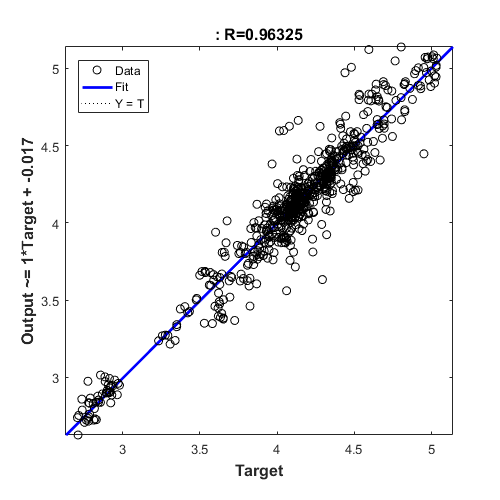 : R=0.96325
Data
Fit
Y = T
5
4.5
4
3.5
3
Output ~= 1*Target + -0.017
3
3.5
4
4.5
5
Target